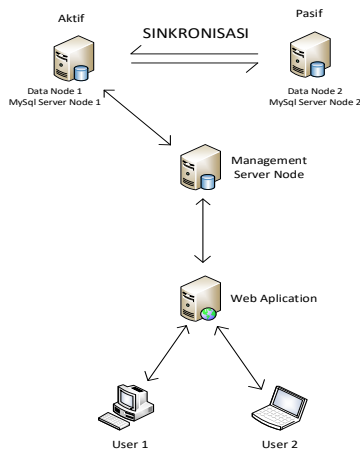 Aktif
Pasif
SINKRONISASI
Data Node 1
MySql Server Node 1
Data Node 2
MySql Server Node 2
Management
Server Node
Web Aplication
User 1
User 2